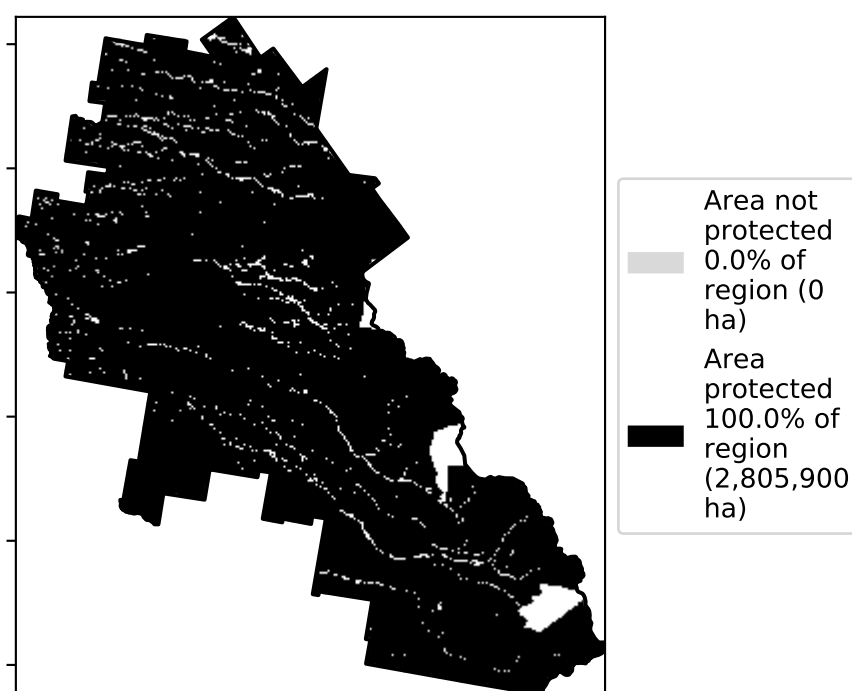 Area not
protected
0.0% of
region (0
ha)
Area
protected
100.0% of
region
(2,805,900
ha)